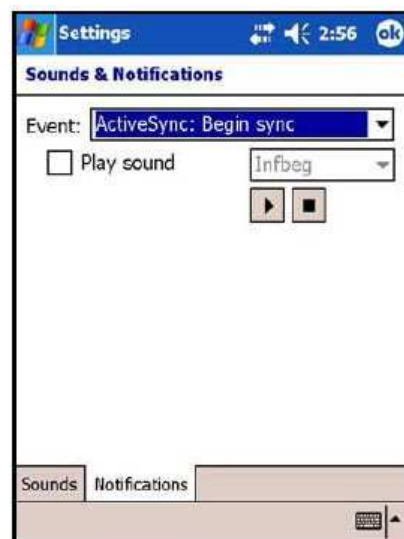 Settings 2:56 ok
Sounds & Notifications
Event: ActiveSync: Begin sync
Play sound Infbeg
Sounds Notifications